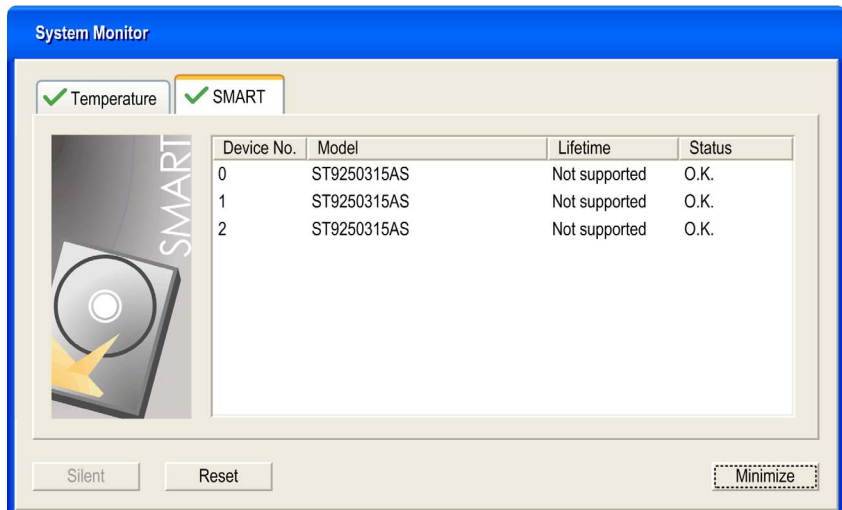 System Monitor
Temperature SMART
SMART
Device No. Model Lifetime Status
0 ST9250315AS Not supported O.K.
1 ST9250315AS Not supported O.K.
2 ST9250315AS Not supported O.K.
Silent Reset Minimize